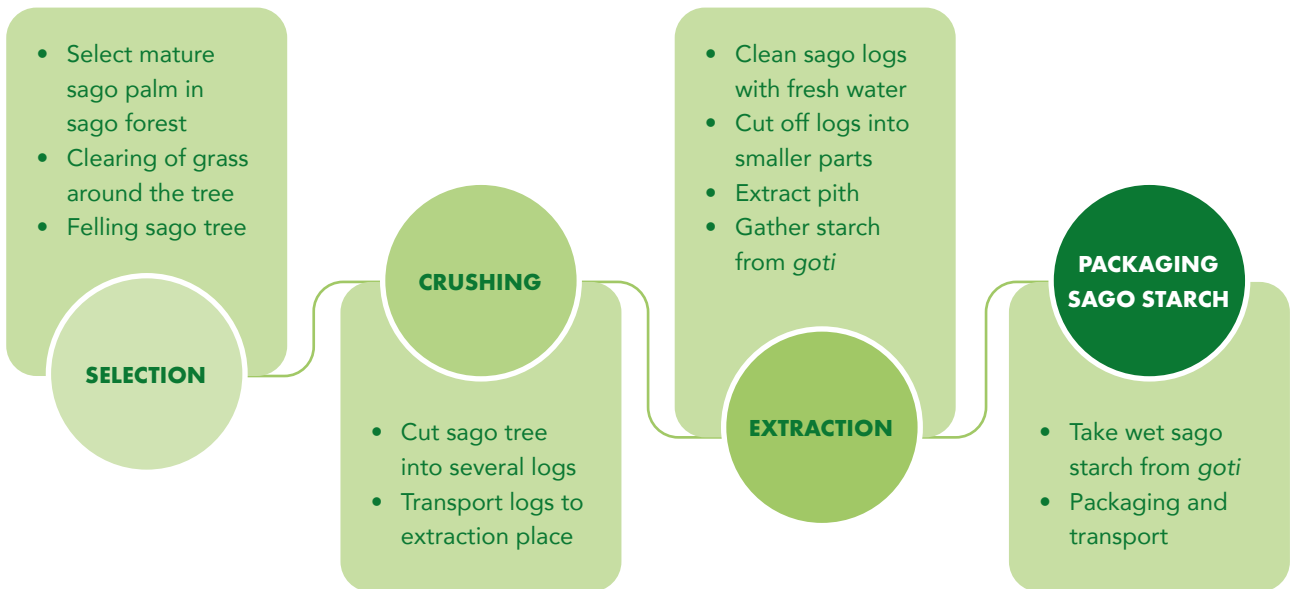 • Select mature
sago palm in
sago forest
• Clearing of grass
around the tree
• Felling sago tree
SELECTION
CRUSHING
• Cut sago tree
into several logs
• Transport logs to
extraction place
• Clean sago logs
with fresh water
• Cut off logs into
smaller parts
• Extract pith
• Gather starch
from goti
EXTRACTION
PACKAGING
SAGO STARCH
• Take wet sago
starch from goti
• Packaging and
transport